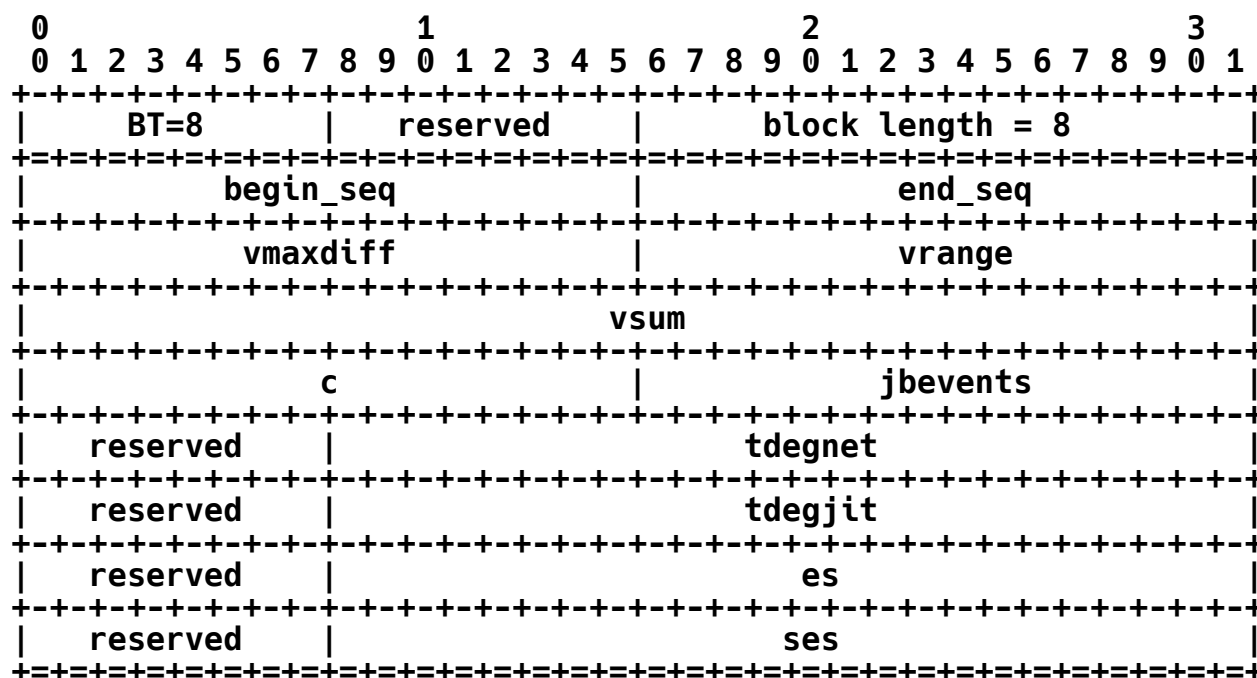 0                   1                   2                   3
 0 1 2 3 4 5 6 7 8 9 0 1 2 3 4 5 6 7 8 9 0 1 2 3 4 5 6 7 8 9 0 1
+-+-+-+-+-+-+-+-+-+-+-+-+-+-+-+-+-+-+-+-+-+-+-+-+-+-+-+-+-+-+-+-+
|     BT=8      |   reserved    |      block length = 8         |
+=+=+=+=+=+=+=+=+=+=+=+=+=+=+=+=+=+=+=+=+=+=+=+=+=+=+=+=+=+=+=+=+
|          begin_seq            |             end_seq           |
+-+-+-+-+-+-+-+-+-+-+-+-+-+-+-+-+-+-+-+-+-+-+-+-+-+-+-+-+-+-+-+-+
|           vmaxdiff            |             vrange            |
+-+-+-+-+-+-+-+-+-+-+-+-+-+-+-+-+-+-+-+-+-+-+-+-+-+-+-+-+-+-+-+-+
|                              vsum                             |
+-+-+-+-+-+-+-+-+-+-+-+-+-+-+-+-+-+-+-+-+-+-+-+-+-+-+-+-+-+-+-+-+
|               c               |            jbevents           |
+-+-+-+-+-+-+-+-+-+-+-+-+-+-+-+-+-+-+-+-+-+-+-+-+-+-+-+-+-+-+-+-+
|   reserved    |                     tdegnet                   |
+-+-+-+-+-+-+-+-+-+-+-+-+-+-+-+-+-+-+-+-+-+-+-+-+-+-+-+-+-+-+-+-+
|   reserved    |                     tdegjit                   |
+-+-+-+-+-+-+-+-+-+-+-+-+-+-+-+-+-+-+-+-+-+-+-+-+-+-+-+-+-+-+-+-+
|   reserved    |                        es                     |
+-+-+-+-+-+-+-+-+-+-+-+-+-+-+-+-+-+-+-+-+-+-+-+-+-+-+-+-+-+-+-+-+
|   reserved    |                       ses                     |
+=+=+=+=+=+=+=+=+=+=+=+=+=+=+=+=+=+=+=+=+=+=+=+=+=+=+=+=+=+=+=+=+